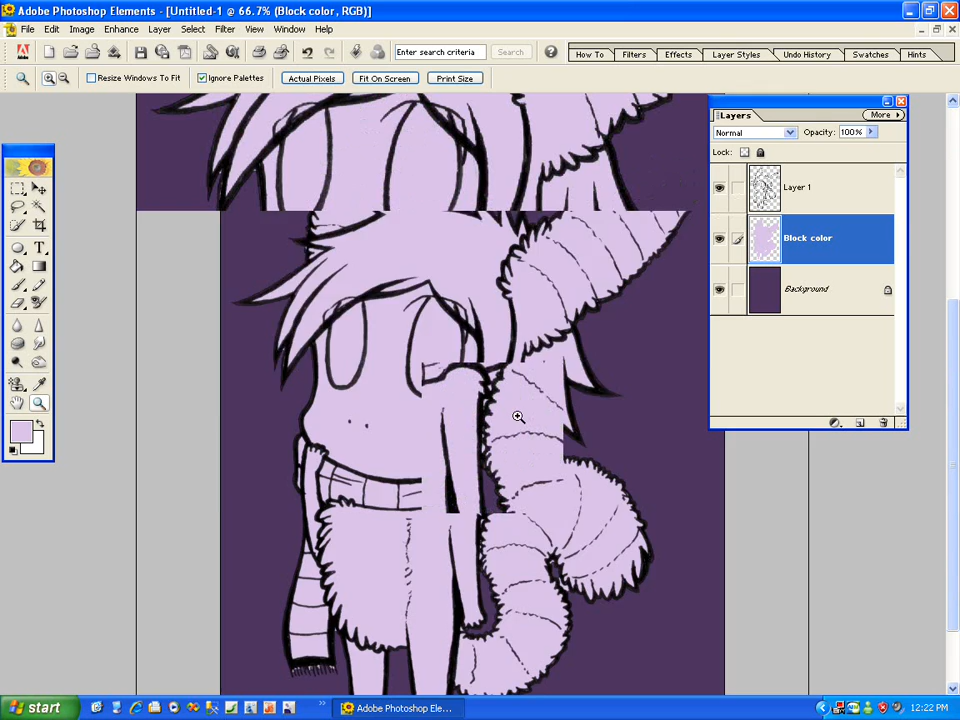 Adobe Photoshop Elements - [Untitled-1 @ 66.7% (Block color, RGB)]
File Edit Image Enhance Layer Select Filter View Window Help
Enter search criteria Search How To Filters Effects Layer Styles Undo History Swatches Hints
Resize Windows To Fit Ignore Palettes Actual Pixels Fit On Screen Print Size
Layers More
Normal Opacity: 100%
Lock:
Layer 1
Block color
Background
T
start Adobe Photoshop Ele... 12:22 PM